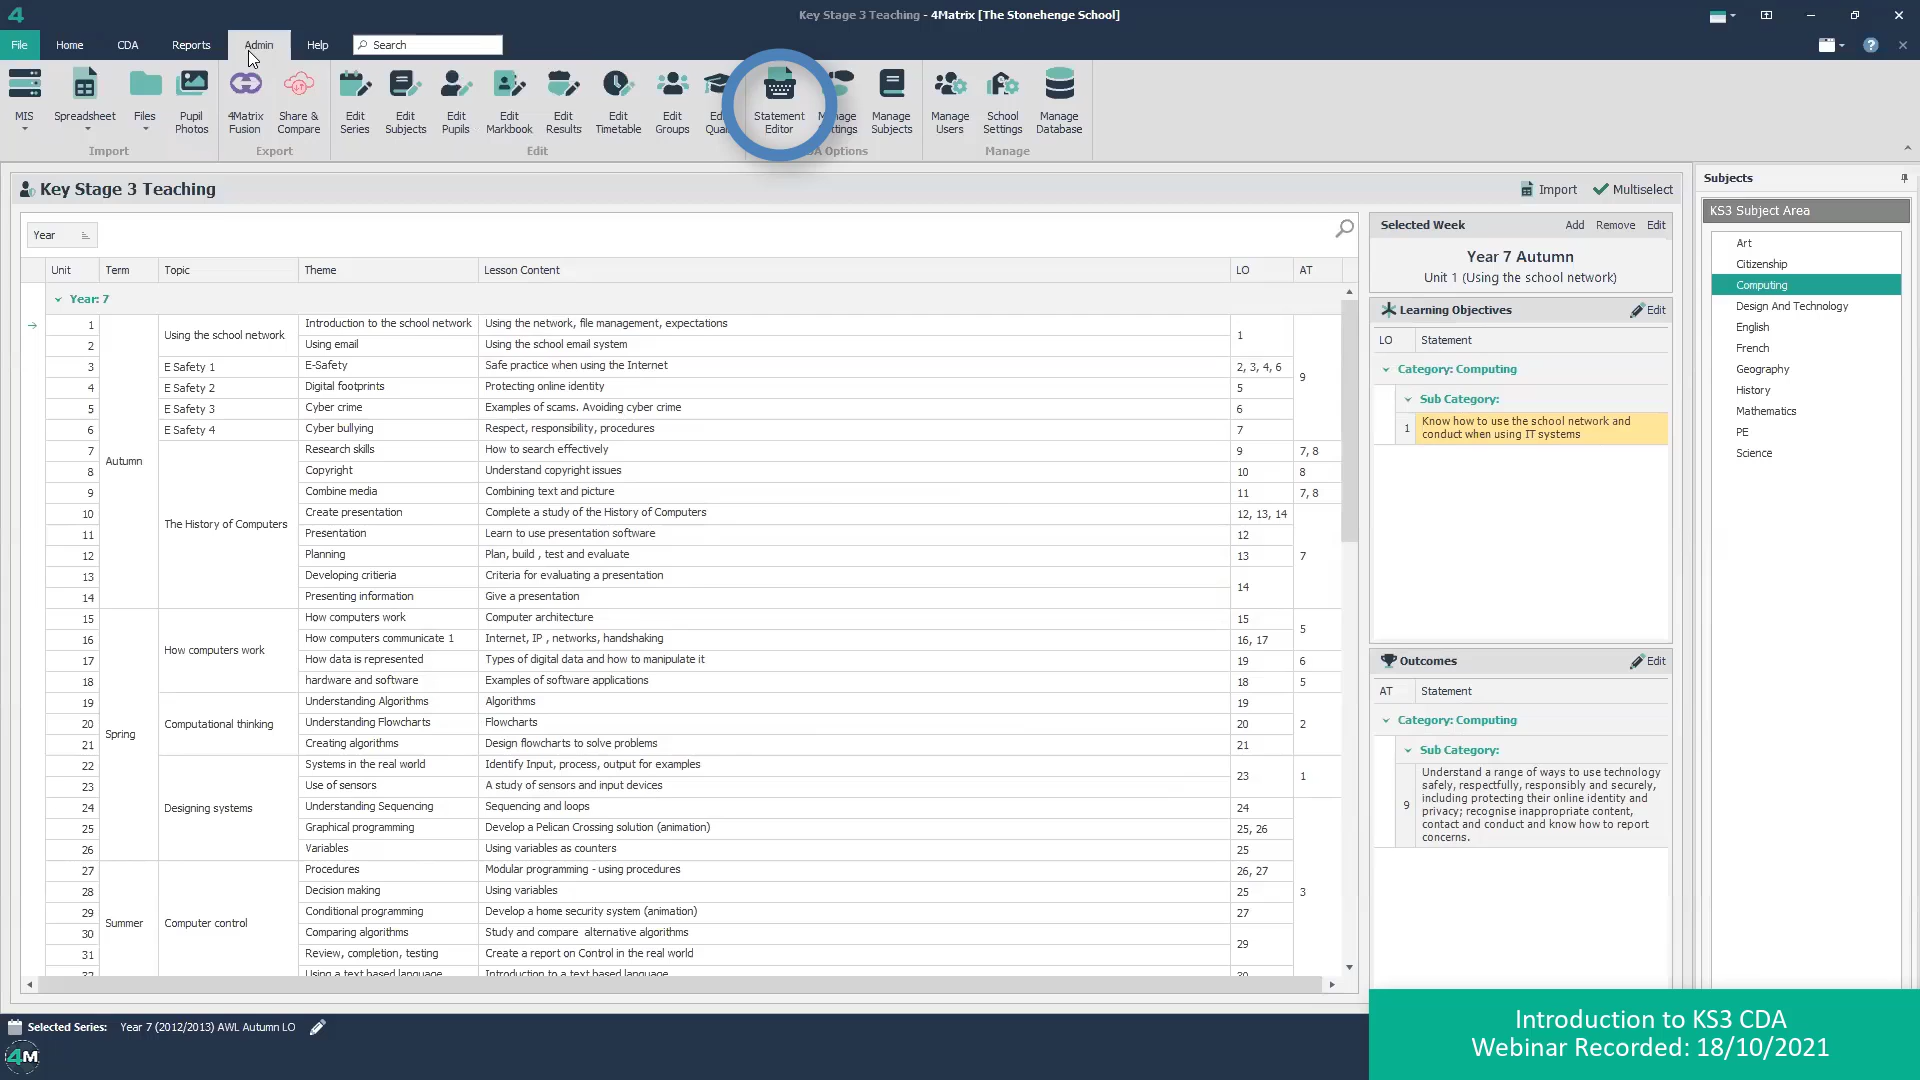 Key Stage 3 Teaching - 4Matrix [The Stonehenge School]
File Home CDA Reports Admin Help Search
MIS Spreadsheet Files Pupil Photos 4Matrix Fusion Share & Compare Edit Series Edit Subjects Edit Pupils Edit Markbook Edit Results Edit Timetable Edit Groups Statement Editor Manage Subjects Manage Users School Settings Manage Database
Import Export Edit Options Manage
Key Stage 3 Teaching Import Multiselect
Year
Unit Term Topic Theme Lesson Content LO AT
Year: 7
1 Autumn Using the school network Introduction to the school network Using the network, file management, expectations 1 9
2 Using email Using the school email system
3 E Safety 1 E-Safety Safe practice when using the Internet 2, 3, 4, 6
4 E Safety 2 Digital footprints Protecting online identity 5
5 E Safety 3 Cyber crime Examples of scams. Avoiding cyber crime 6
6 E Safety 4 Cyber bullying Respect, responsibility, procedures 7
7 The History of Computers Research skills How to search effectively 9 7, 8
8 Copyright Understand copyright issues 10 8
9 Combine media Combining text and picture 11 7, 8
10 Create presentation Complete a study of the History of Computers 12, 13, 14 7
11 Presentation Learn to use presentation software 12
12 Planning Plan, build , test and evaluate 13
13 Developing critieria Criteria for evaluating a presentation 14
14 Presenting information Give a presentation
15 Spring How computers work How computers work Computer architecture 15 5
16 How computers communicate 1 Internet, IP , networks, handshaking 16, 17
17 How data is represented Types of digital data and how to manipulate it 19 6
18 hardware and software Examples of software applications 18 5
19 Computational thinking Understanding Algorithms Algorithms 19 2
20 Understanding Flowcharts Flowcharts 20
21 Creating algorithms Design flowcharts to solve problems 21
22 Designing systems Systems in the real world Identify Input, process, output for examples 23 1
23 Use of sensors A study of sensors and input devices
24 Understanding Sequencing Sequencing and loops 24 3
25 Graphical programming Develop a Pelican Crossing solution (animation) 25, 26
26 Variables Using variables as counters 25
27 Summer Computer control Procedures Modular programming - using procedures 26, 27
28 Decision making Using variables 25
29 Conditional programming Develop a home security system (animation) 27
30 Comparing algorithms Study and compare alternative algorithms 29
31 Review, completion, testing Create a report on Control in the real world
32 Using a text based language Introduction to a text based language 30
Selected Week Add Remove Edit
Year 7 Autumn
Unit 1 (Using the school network)
Learning Objectives Edit
LO Statement
Category: Computing
Sub Category:
1 Know how to use the school network and
conduct when using IT systems
Outcomes Edit
AT Statement
Category: Computing
Sub Category:
9 Understand a range of ways to use technology
safely, respectfully, responsibly and securely,
including protecting their online identity and
privacy; recognise inappropriate content,
contact and conduct and know how to report
concerns.
Subjects
KS3 Subject Area
Art
Citizenship
Computing
Design And Technology
English
French
Geography
History
Mathematics
PE
Science
Selected Series: Year 7 (2012/2013) AWL Autumn LO
4M
Introduction to KS3 CDA
Webinar Recorded: 18/10/2021